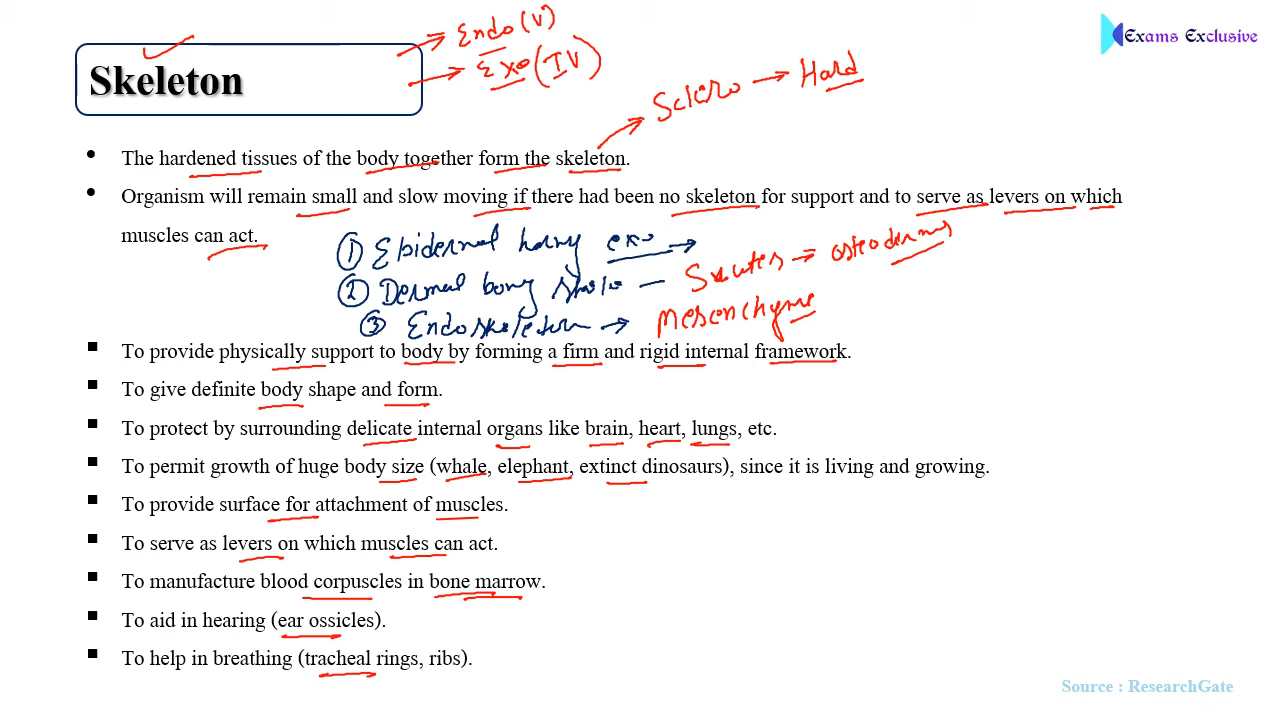 Endo (V)
Exo (IV)
Exams Exclusive
Skeleton
Sclero → Hard
• The hardened tissues of the body together form the skeleton.
• Organism will remain small and slow moving if there had been no skeleton for support and to serve as levers on which
muscles can act.
① Epidermal horny exo →
② Dermal bony — Scutes → osteoderms
③ Endoskeleton → Mesenchyme
▪ To provide physically support to body by forming a firm and rigid internal framework.
▪ To give definite body shape and form.
▪ To protect by surrounding delicate internal organs like brain, heart, lungs, etc.
▪ To permit growth of huge body size (whale, elephant, extinct dinosaurs), since it is living and growing.
▪ To provide surface for attachment of muscles.
▪ To serve as levers on which muscles can act.
▪ To manufacture blood corpuscles in bone marrow.
▪ To aid in hearing (ear ossicles).
▪ To help in breathing (tracheal rings, ribs).
Source : ResearchGate